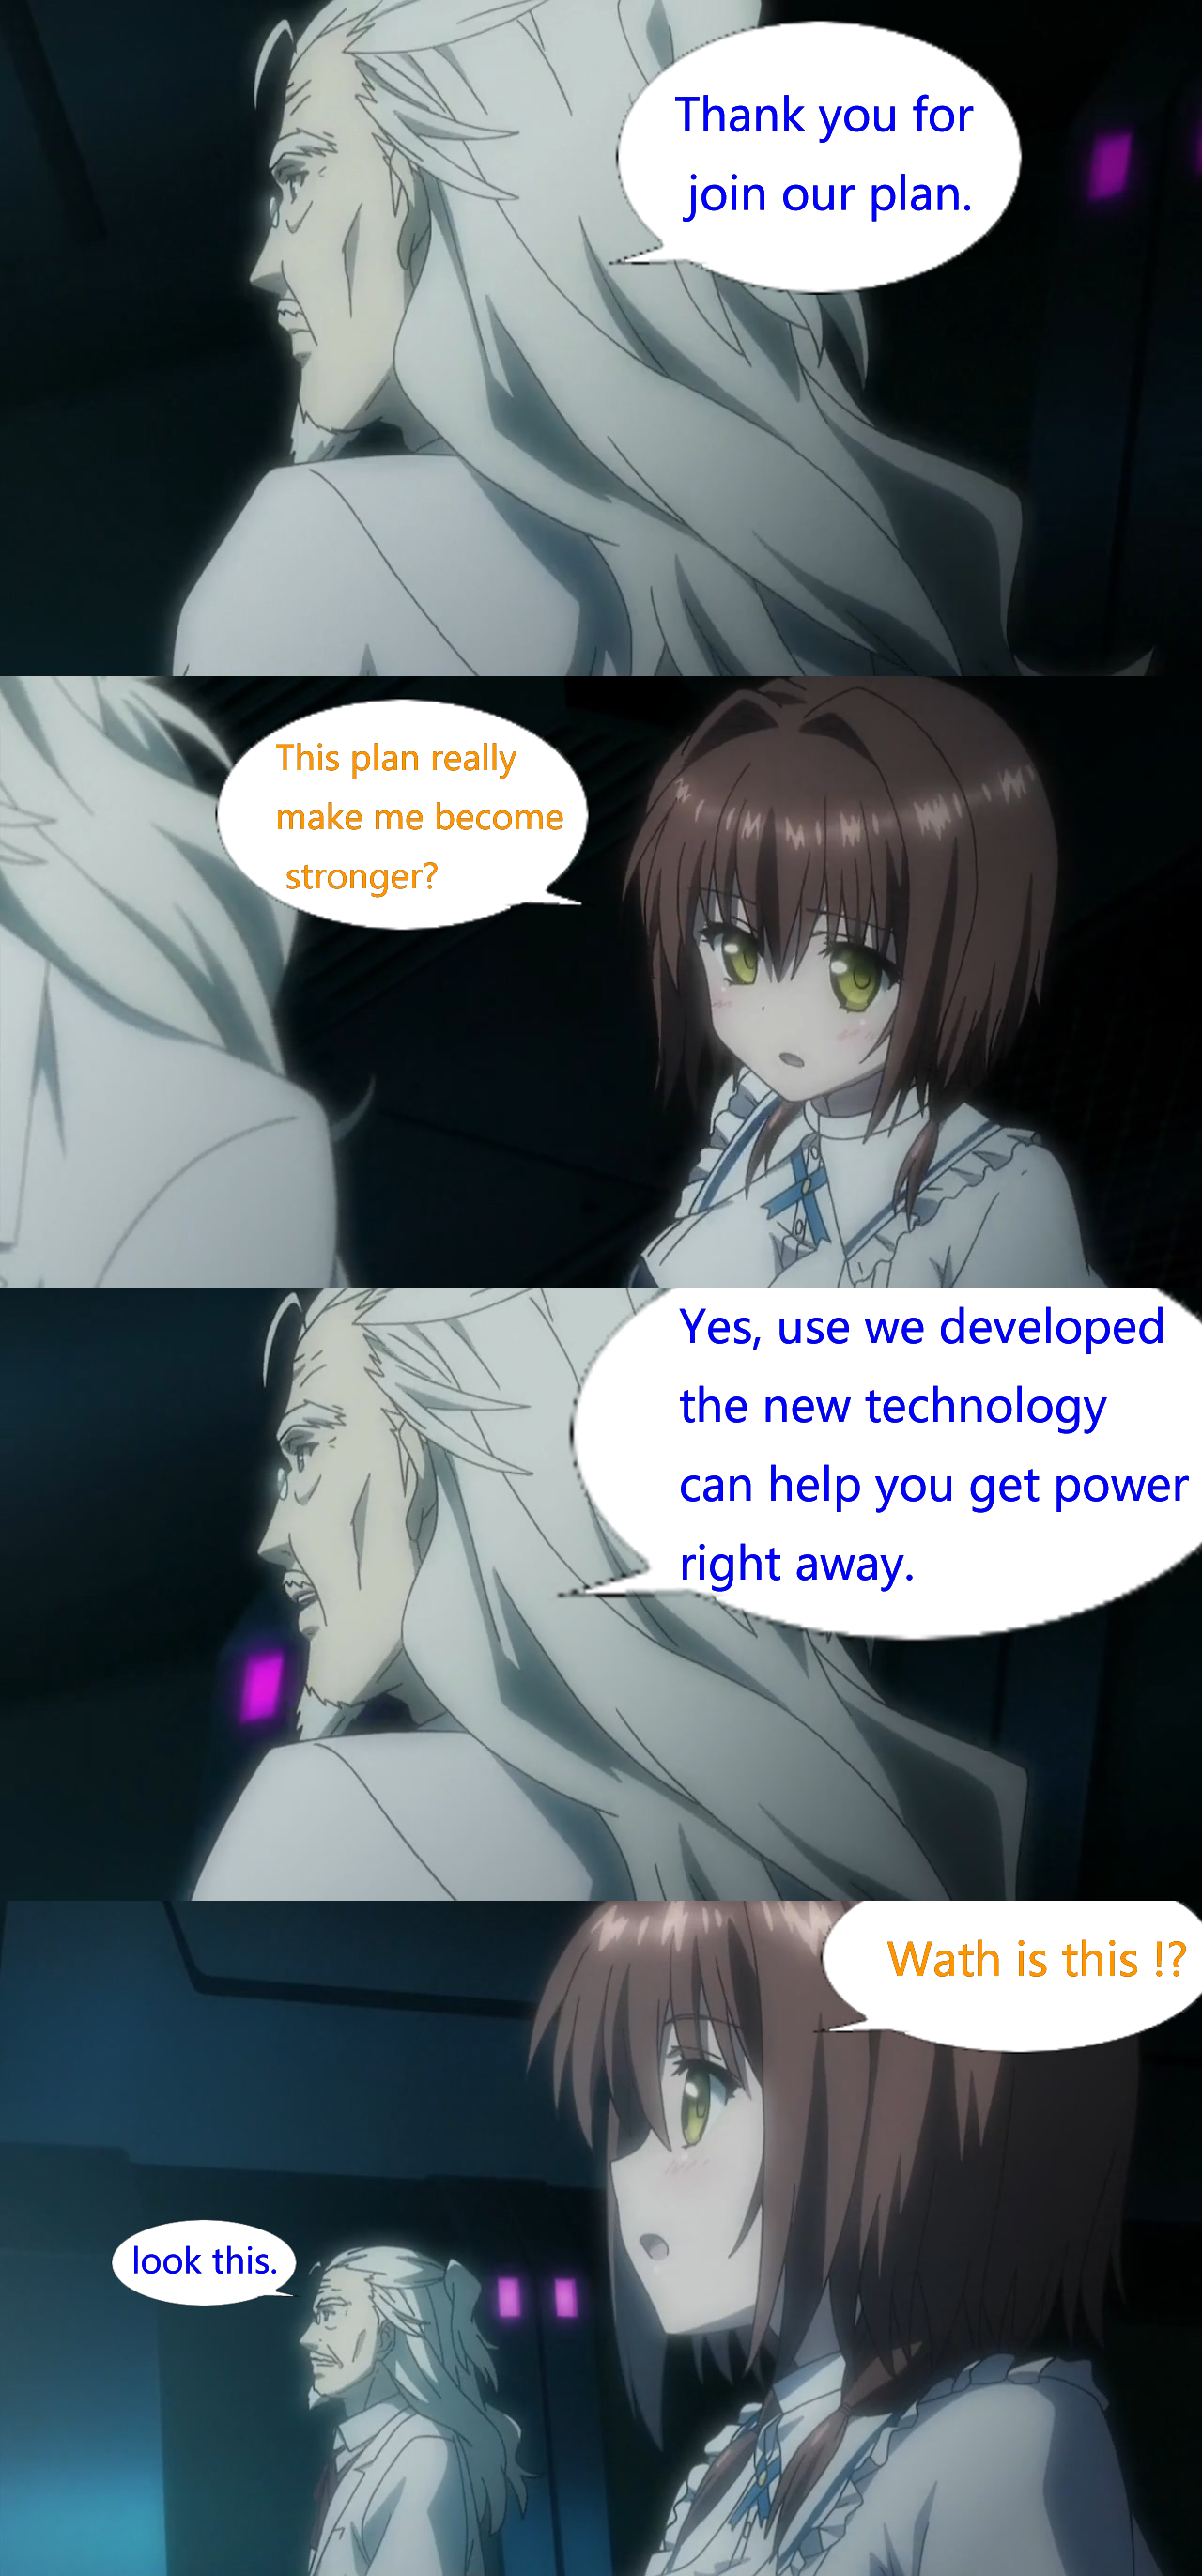 Thank you for
join our plan.
This plan really
make me become
stronger?
Yes, use we developed
the new technology
can help you get power
right away.
Wath is this !?
look this.